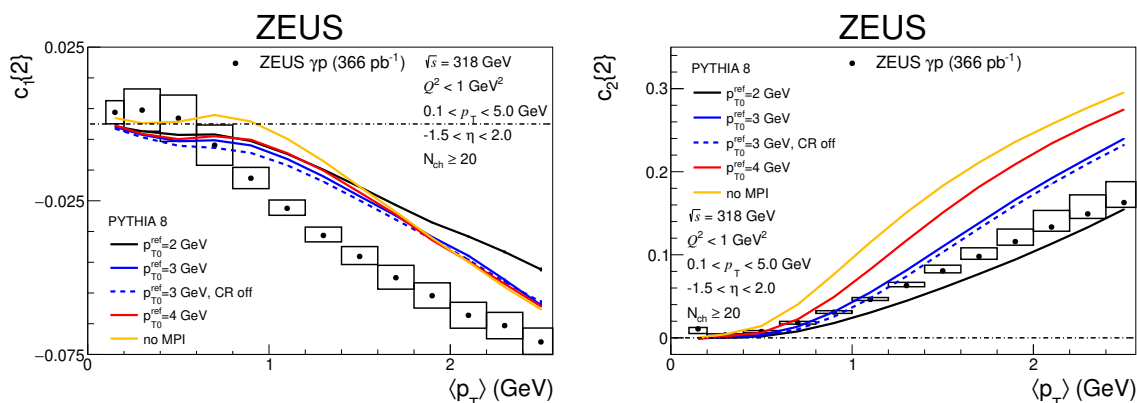 ZEUS
c₁{2}
0.025
0
−0.025
−0.075
0
1
2
⟨p_T⟩ (GeV)
ZEUS γp (366 pb⁻¹)
√s = 318 GeV
Q² < 1 GeV²
0.1 < p_T < 5.0 GeV
-1.5 < η < 2.0
N_ch ≥ 20
PYTHIA 8
p_T0^ref=2 GeV
p_T0^ref=3 GeV
p_T0^ref=3 GeV, CR off
p_T0^ref=4 GeV
no MPI
ZEUS
c₂{2}
0.3
0.2
0.1
0
0
1
2
⟨p_T⟩ (GeV)
PYTHIA 8
ZEUS γp (366 pb⁻¹)
p_T0^ref=2 GeV
p_T0^ref=3 GeV
p_T0^ref=3 GeV, CR off
p_T0^ref=4 GeV
no MPI
√s = 318 GeV
Q² < 1 GeV²
0.1 < p_T < 5.0 GeV
-1.5 < η < 2.0
N_ch ≥ 20